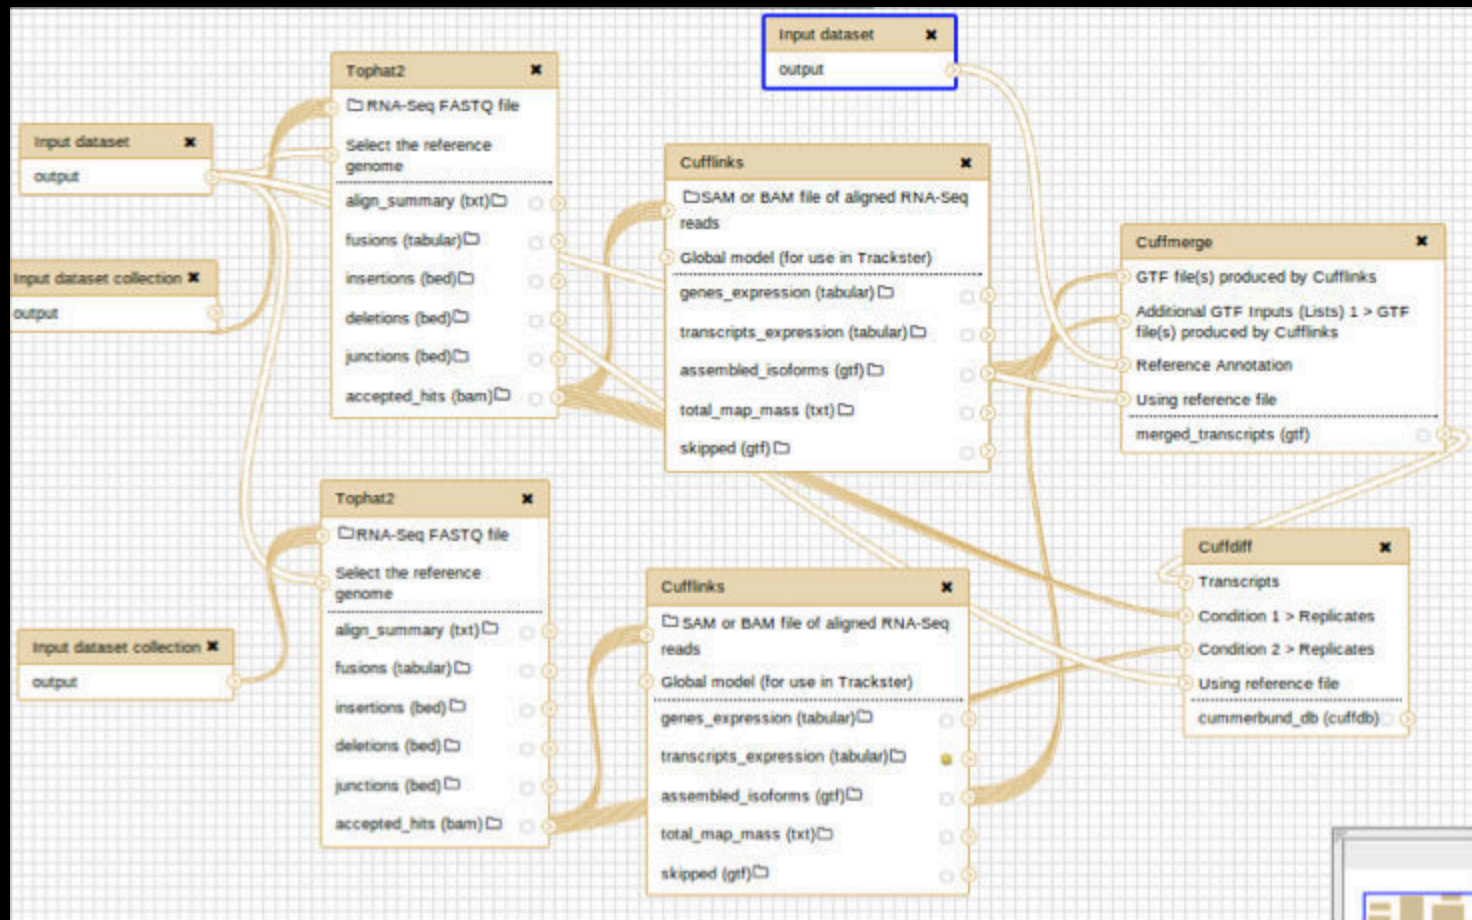 Input dataset
output
Tophat2
RNA-Seq FASTQ file
Select the reference
genome
align_summary (txt)
fusions (tabular)
insertions (bed)
deletions (bed)
junctions (bed)
accepted_hits (bam)
Input dataset
output
Input dataset collection
output
Cufflinks
SAM or BAM file of aligned RNA-Seq
reads
Global model (for use in Trackster)
genes_expression (tabular)
transcripts_expression (tabular)
assembled_isoforms (gtf)
total_map_mass (txt)
skipped (gtf)
Cuffmerge
GTF file(s) produced by Cufflinks
Additional GTF Inputs (Lists) 1 > GTF
file(s) produced by Cufflinks
Reference Annotation
Using reference file
merged_transcripts (gtf)
Tophat2
RNA-Seq FASTQ file
Select the reference
genome
align_summary (txt)
fusions (tabular)
insertions (bed)
deletions (bed)
junctions (bed)
accepted_hits (bam)
Input dataset collection
output
Cufflinks
SAM or BAM file of aligned RNA-Seq
reads
Global model (for use in Trackster)
genes_expression (tabular)
transcripts_expression (tabular)
assembled_isoforms (gtf)
total_map_mass (txt)
skipped (gtf)
Cuffdiff
Transcripts
Condition 1 > Replicates
Condition 2 > Replicates
Using reference file
cummerbund_db (cuffdb)